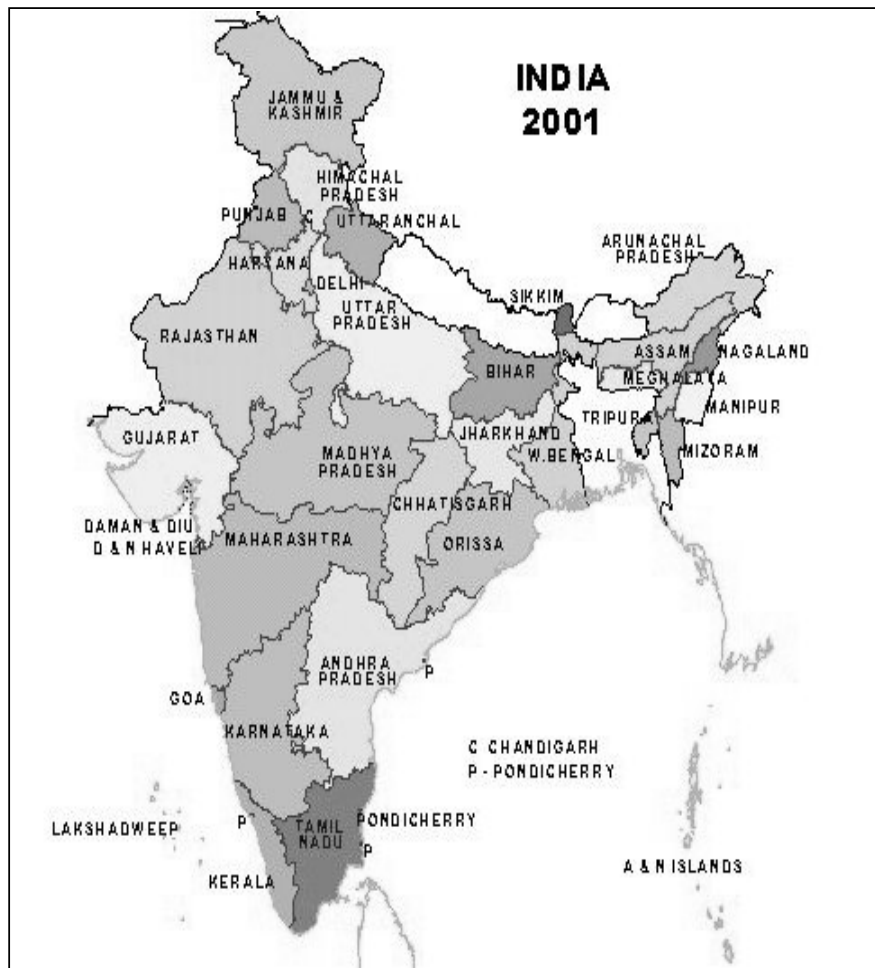 INDIA
2001
JAMMU &
KASHMIR
HIMACHAL
PRADESH
PUNJAB
C
UTTARANCHAL
HARYANA
DELHI
ARUNACHAL
PRADESH
SIKKIM
UTTAR
PRADESH
RAJASTHAN
ASSAM
NAGALAND
BIHAR
MEGHALAYA
MANIPUR
TRIPURA
GUJARAT
JHARKHAND
W.BENGAL
MIZORAM
MADHYA
PRADESH
CHHATISGARH
DAMAN & DIU
D & N HAVELI
MAHARASHTRA
ORISSA
ANDHRA
PRADESH
P
GOA
KARNATAKA
C CHANDIGARH
P - PONDICHERRY
LAKSHADWEEP
P
TAMIL
NADU
PONDICHERRY
P
KERALA
A & N ISLANDS